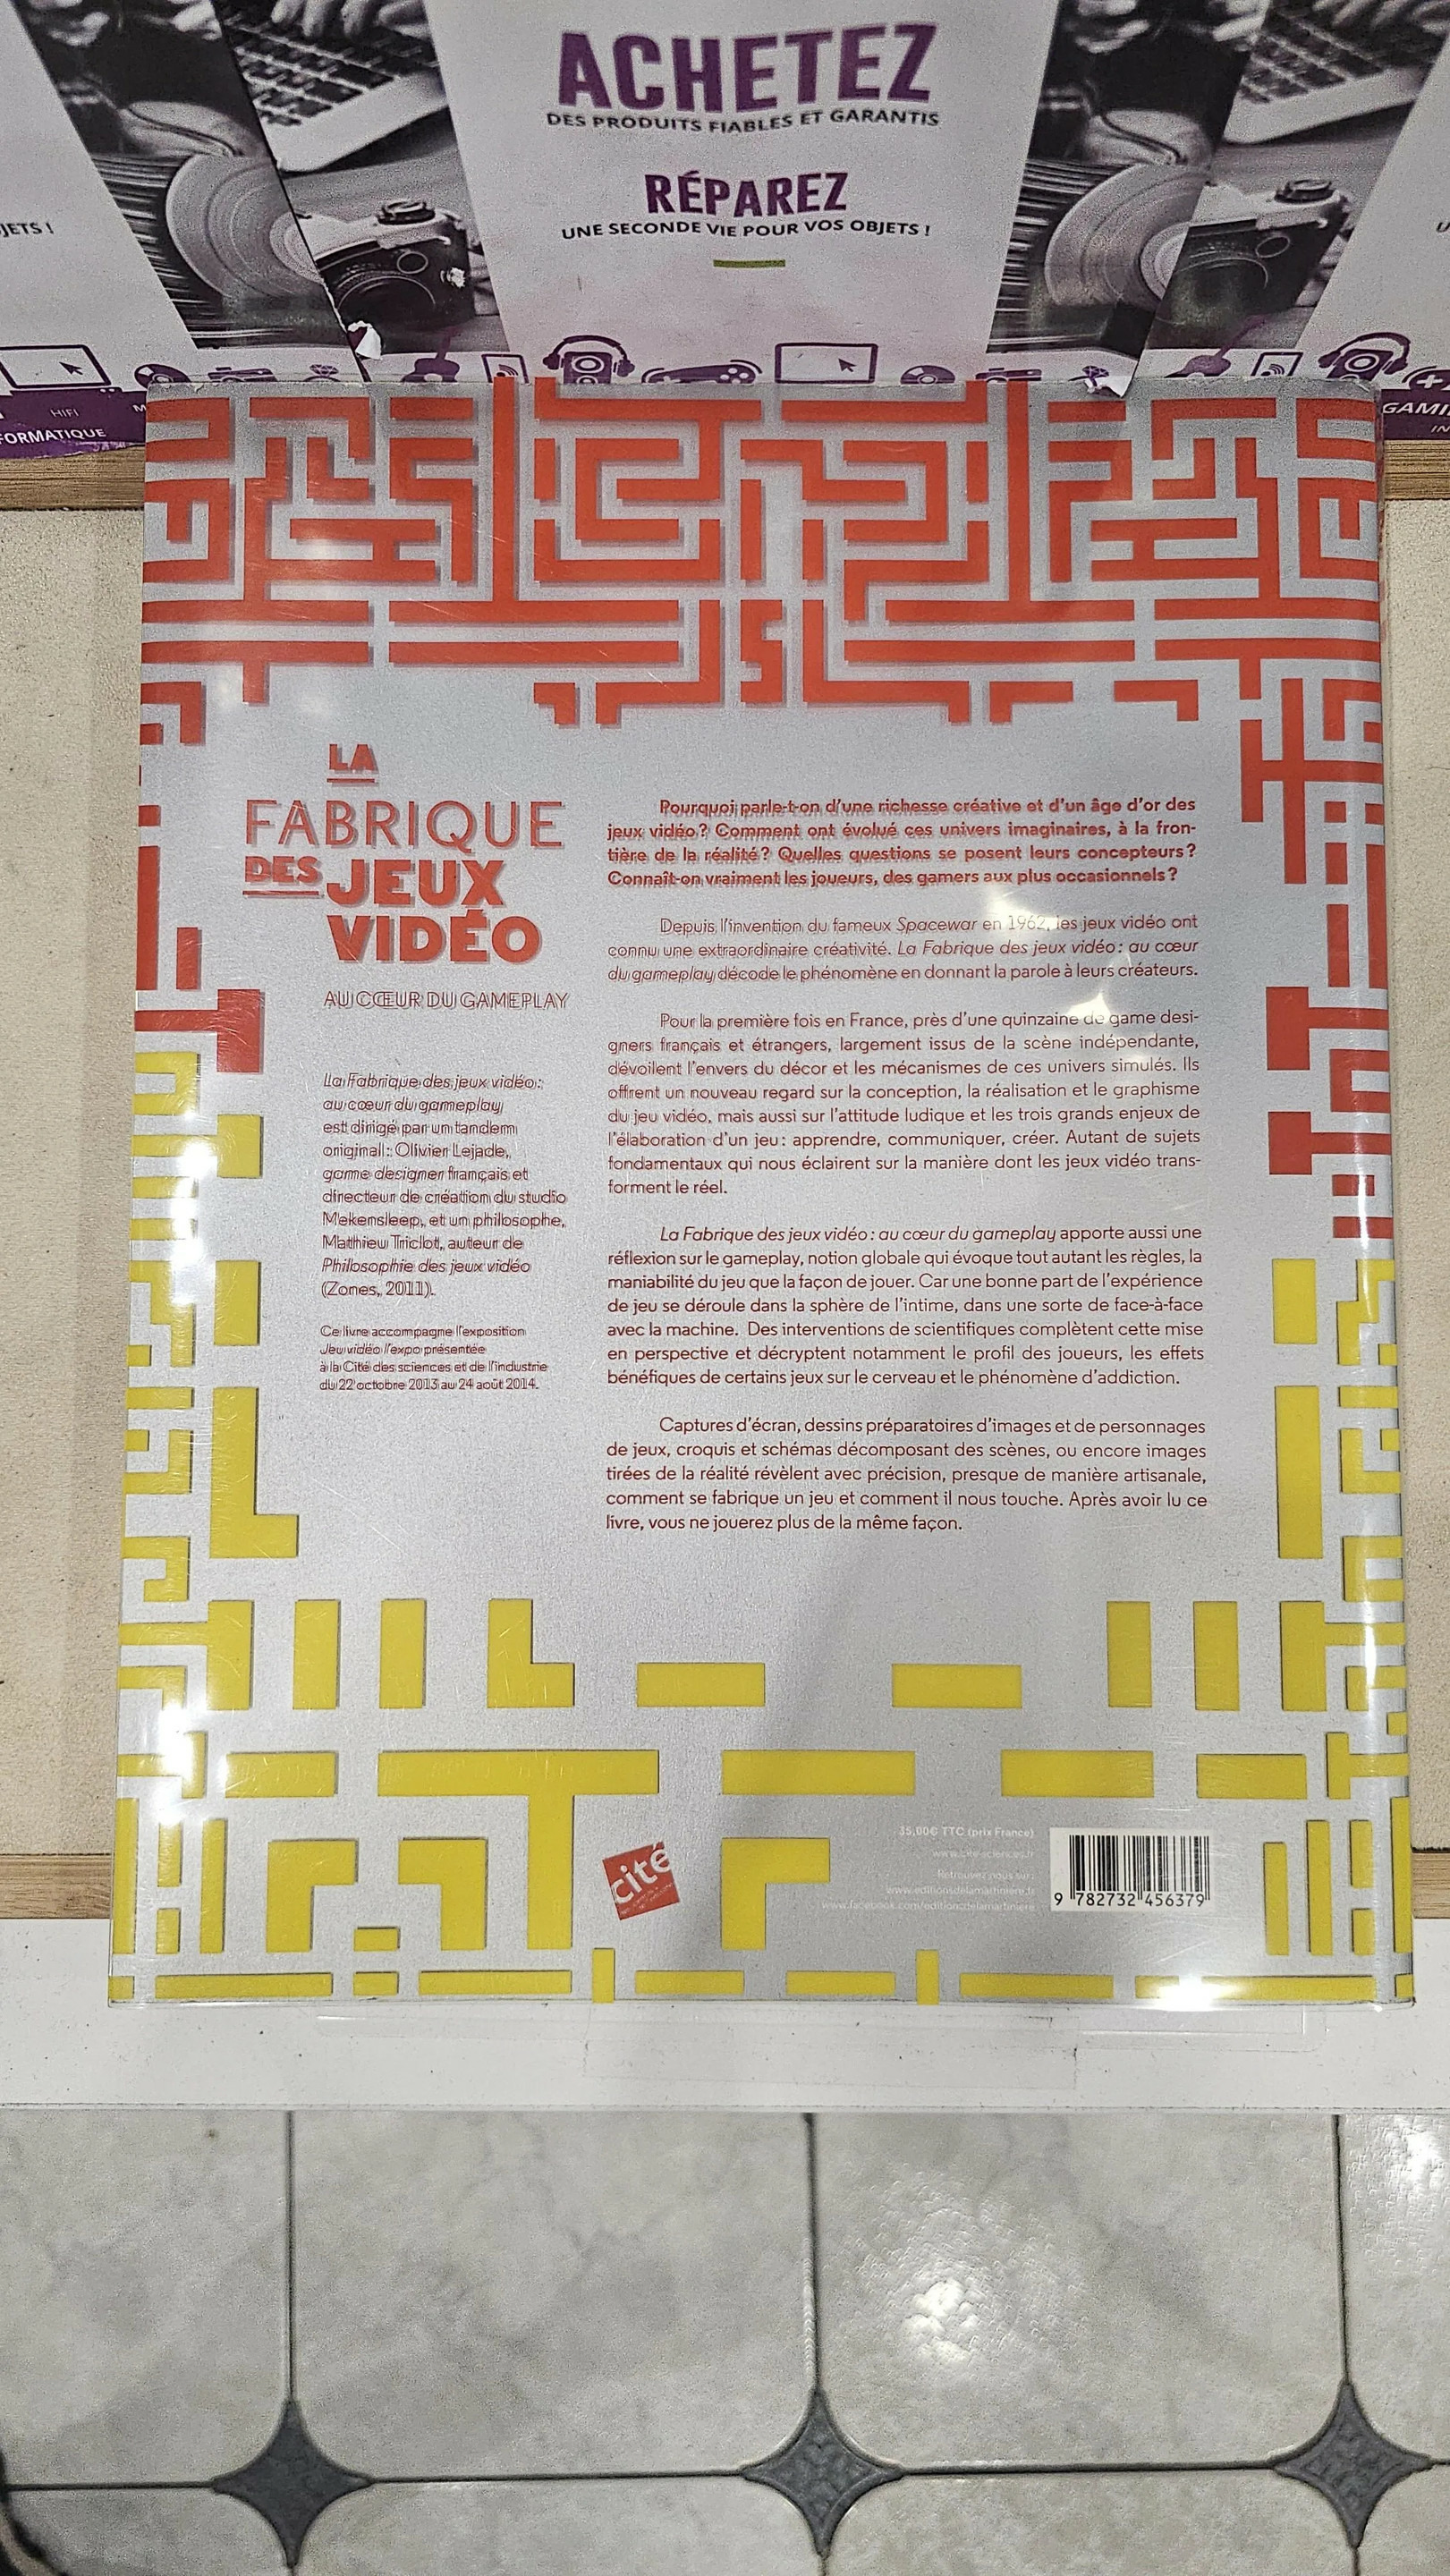 ACHETEZ
DES PRODUITS FIABLES ET GARANTIS
RÉPAREZ
UNE SECONDE VIE POUR VOS OBJETS !
JETS !
HIFI
FORMATIQUE
GAMI
LA
FABRIQUE
DES JEUX
VIDÉO
AU CŒUR DU GAMEPLAY
La Fabrique des jeux vidéo :
au cœur du gameplay
est dirigé par un tandem
original : Olivier Lejade,
game designer français et
directeur de création du studio
Mekensleep, et un philosophe,
Mathieu Triclot, auteur de
Philosophie des jeux vidéo
(Zones, 2011).
Ce livre accompagne l'exposition
Jeu vidéo l'expo présentée
à la Cité des sciences et de l'industrie
du 22 octobre 2013 au 24 août 2014.
Pourquoi parle-t-on d'une richesse créative et d'un âge d'or des
jeux vidéo ? Comment ont évolué ces univers imaginaires, à la fron-
tière de la réalité ? Quelles questions se posent leurs concepteurs ?
Connaît-on vraiment les joueurs, des gamers aux plus occasionnels ?
Depuis l'invention du fameux Spacewar en 1962, les jeux vidéo ont
connu une extraordinaire créativité. La Fabrique des jeux vidéo : au cœur
du gameplay décode le phénomène en donnant la parole à leurs créateurs.
Pour la première fois en France, près d'une quinzaine de game desi-
gners français et étrangers, largement issus de la scène indépendante,
dévoilent l'envers du décor et les mécanismes de ces univers simulés. Ils
offrent un nouveau regard sur la conception, la réalisation et le graphisme
du jeu vidéo, mais aussi sur l'attitude ludique et les trois grands enjeux de
l'élaboration d'un jeu : apprendre, communiquer, créer. Autant de sujets
fondamentaux qui nous éclairent sur la manière dont les jeux vidéo trans-
forment le réel.
La Fabrique des jeux vidéo : au cœur du gameplay apporte aussi une
réflexion sur le gameplay, notion globale qui évoque tout autant les règles, la
maniabilité du jeu que la façon de jouer. Car une bonne part de l'expérience
de jeu se déroule dans la sphère de l'intime, dans une sorte de face-à-face
avec la machine. Des interventions de scientifiques complètent cette mise
en perspective et décryptent notamment le profil des joueurs, les effets
bénéfiques de certains jeux sur le cerveau et le phénomène d'addiction.
Captures d'écran, dessins préparatoires d'images et de personnages
de jeux, croquis et schémas décomposant des scènes, ou encore images
tirées de la réalité révèlent avec précision, presque de manière artisanale,
comment se fabrique un jeu et comment il nous touche. Après avoir lu ce
livre, vous ne jouerez plus de la même façon.
cité
35,00€ TTC (prix France)
www.cite-sciences.fr
Retrouvez-nous sur :
www.editionsdelamartiniere.fr
www.facebook.com/editionsdelamartiniere
9 782732 456379